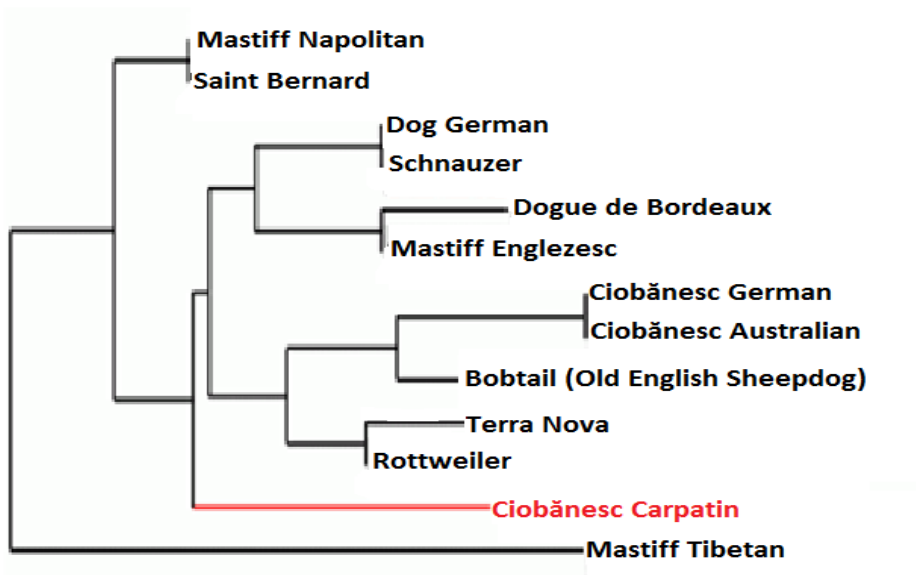 Mastiff Napolitan
Saint Bernard
Dog German
Schnauzer
Dogue de Bordeaux
Mastiff Englezesc
Ciobănesc German
Ciobănesc Australian
Bobtail (Old English Sheepdog)
Terra Nova
Rottweiler
Ciobănesc Carpatin
Mastiff Tibetan